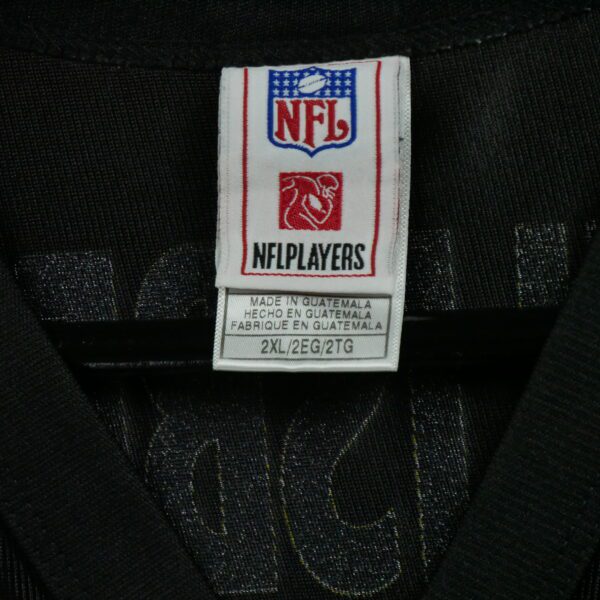 NFL
NFLPLAYERS
MADE IN GUATEMALA
HECHO EN GUATEMALA
FABRIQUE EN GUATEMALA
2XL/2EG/2TG